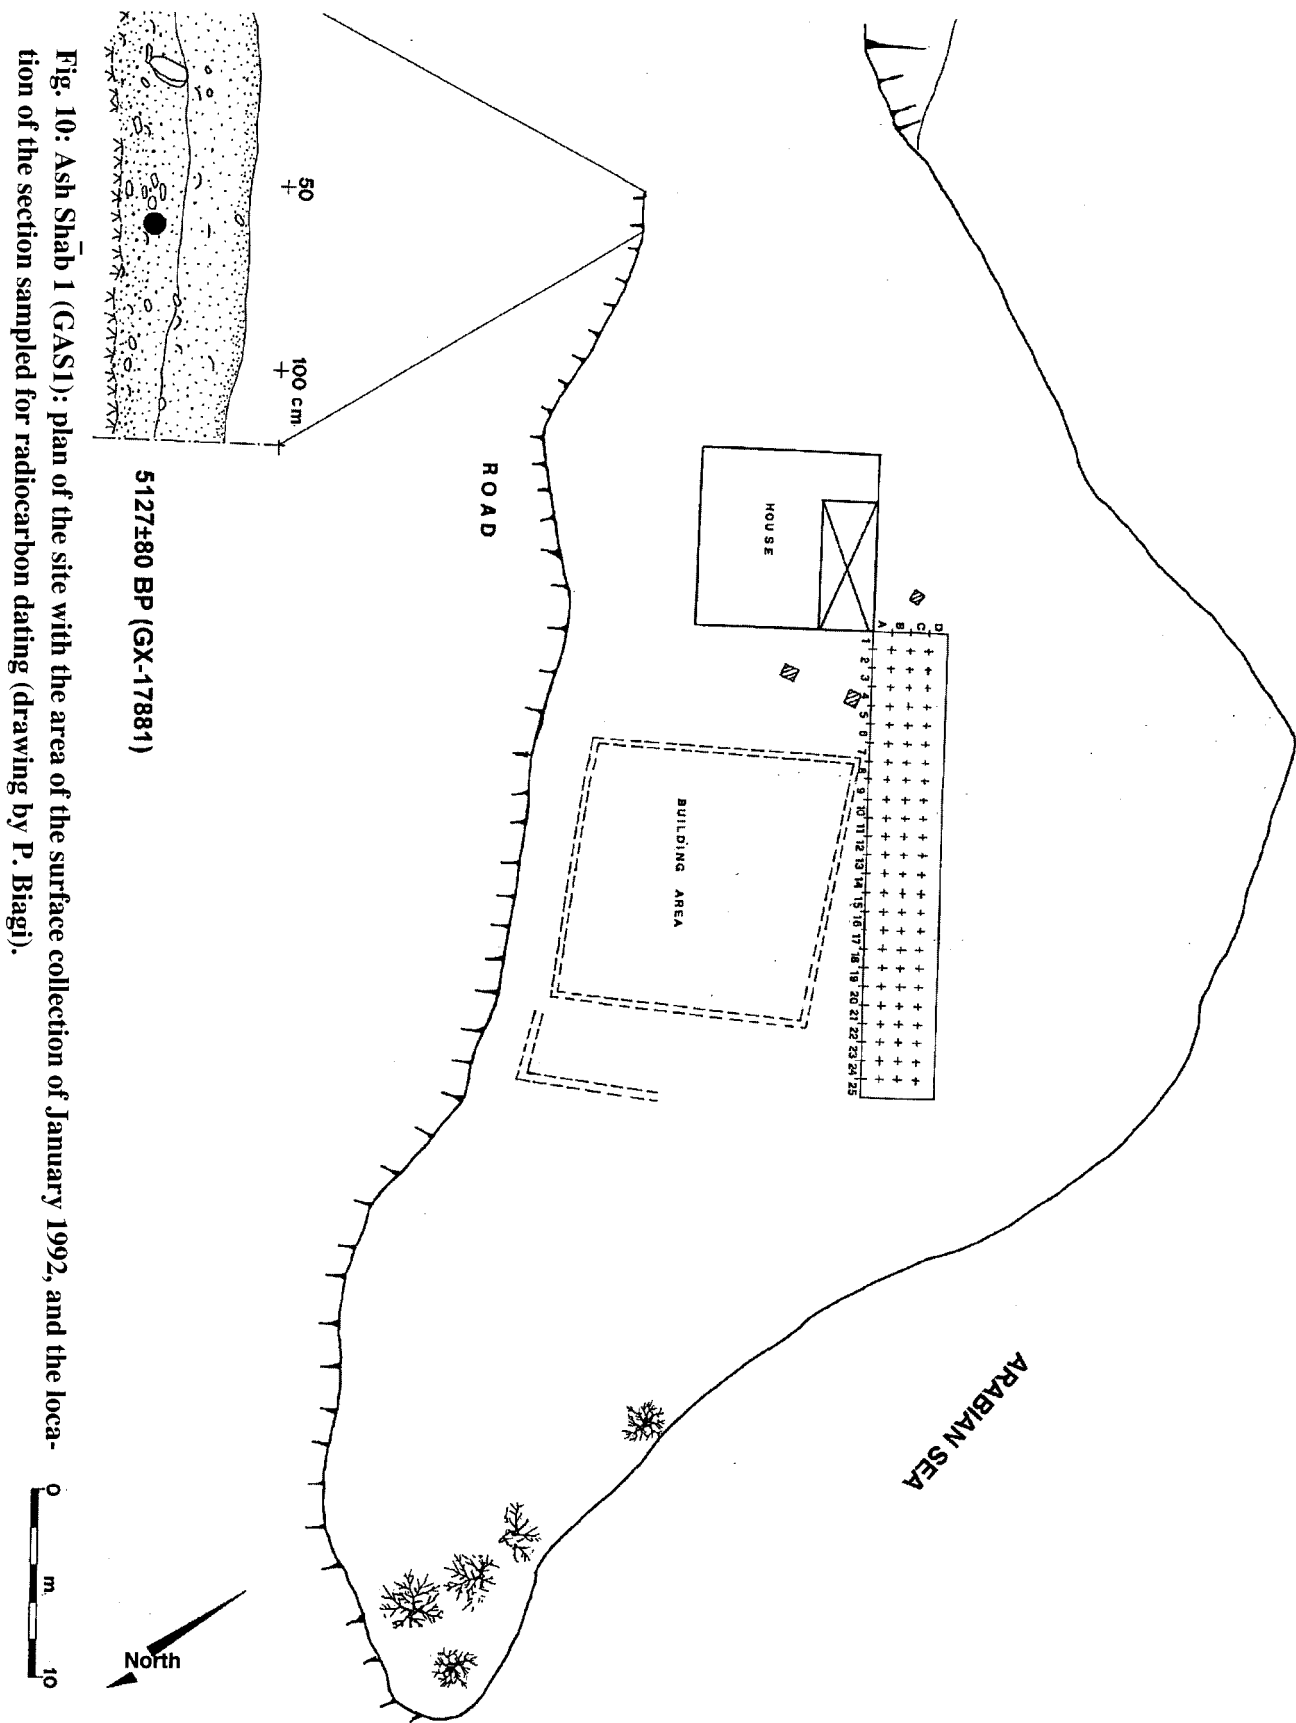 ARABIAN SEA
A
B
C
D
1 2 3 4 5 6 7 8 9 10 11 12 13 14 15 16 17 18 19 20 21 22 23 24 25
HOUSE
BUILDING AREA
ROAD
50
100 cm.
5127±80 BP (GX-17881)
North
0 m. 10
Fig. 10: Ash Shāb 1 (GAS1): plan of the site with the area of the surface collection of January 1992, and the loca-
tion of the section sampled for radiocarbon dating (drawing by P. Biagi).